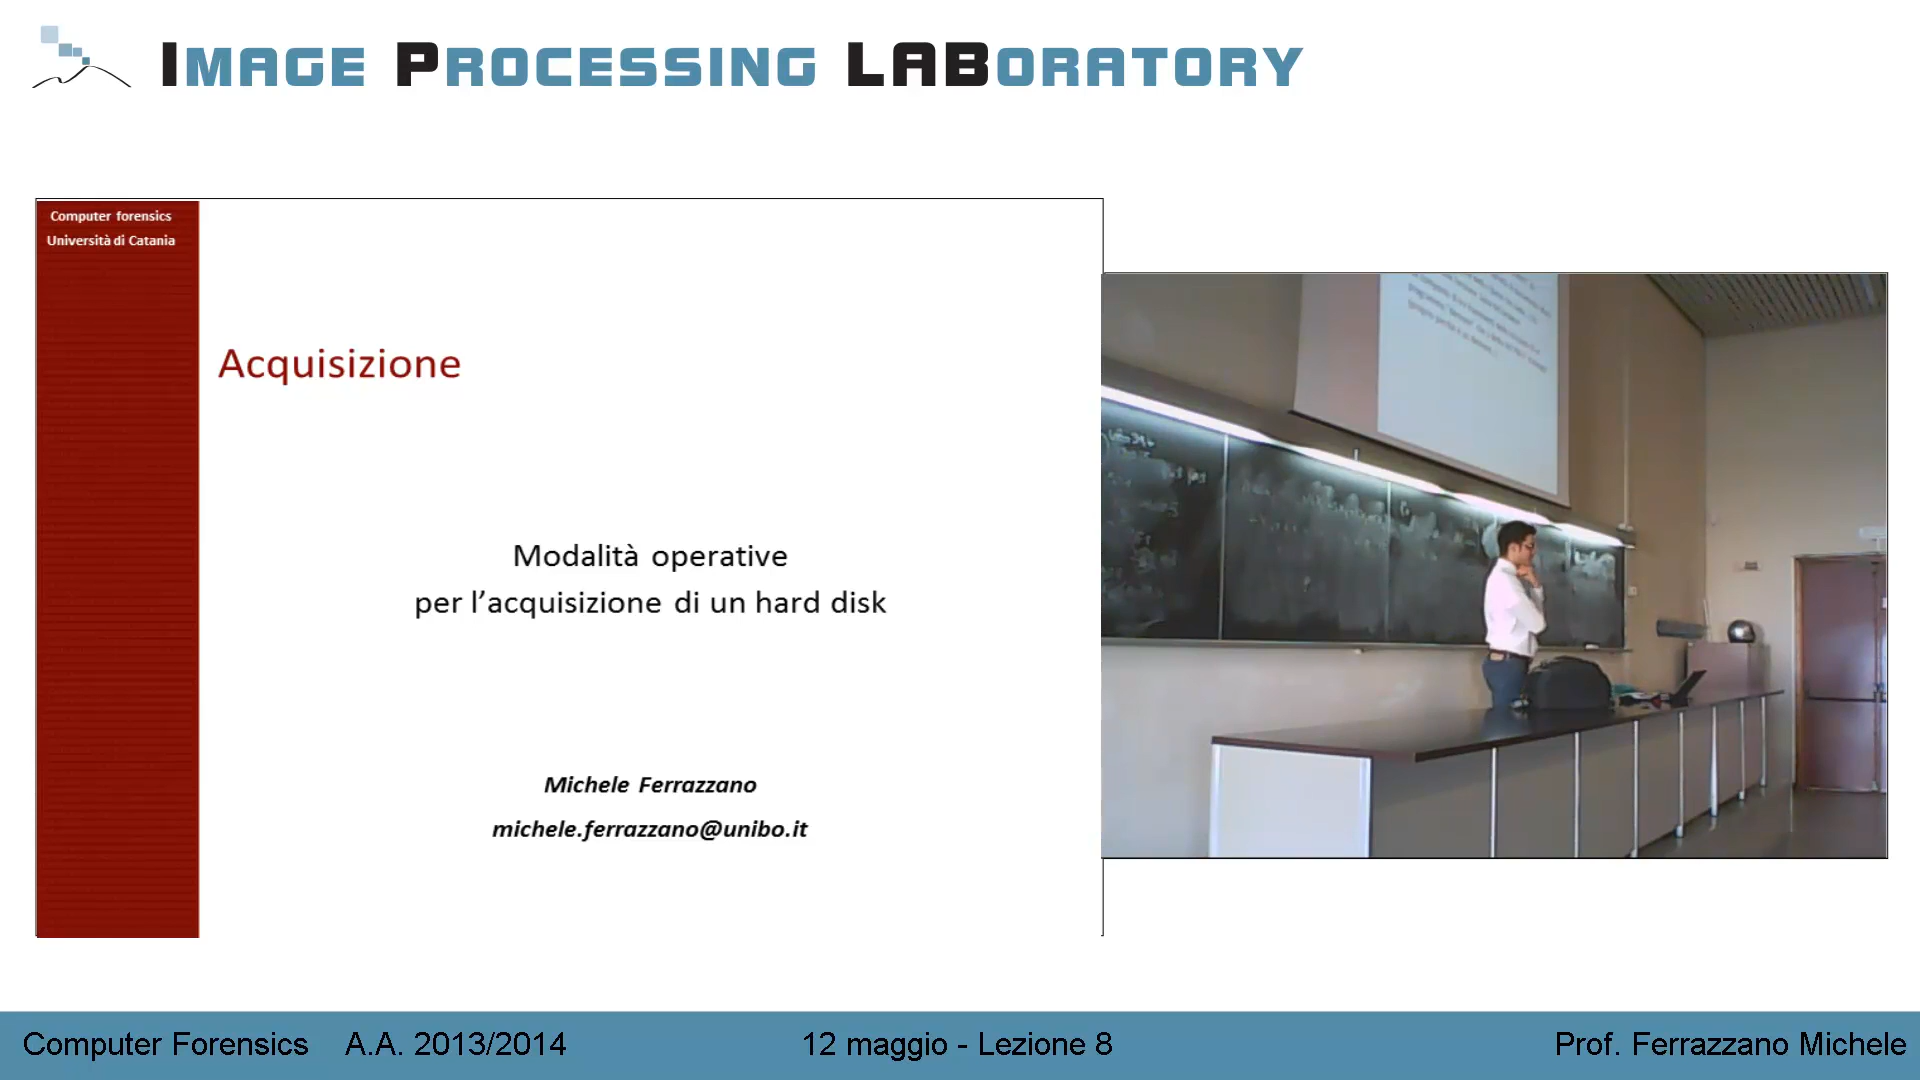 IMAGE PROCESSING LABORATORY
Computer forensics
Università di Catania
Acquisizione
Modalità operative
per l’acquisizione di un hard disk
Michele Ferrazzano
michele.ferrazzano@unibo.it
Computer Forensics A.A. 2013/2014 12 maggio - Lezione 8 Prof. Ferrazzano Michele